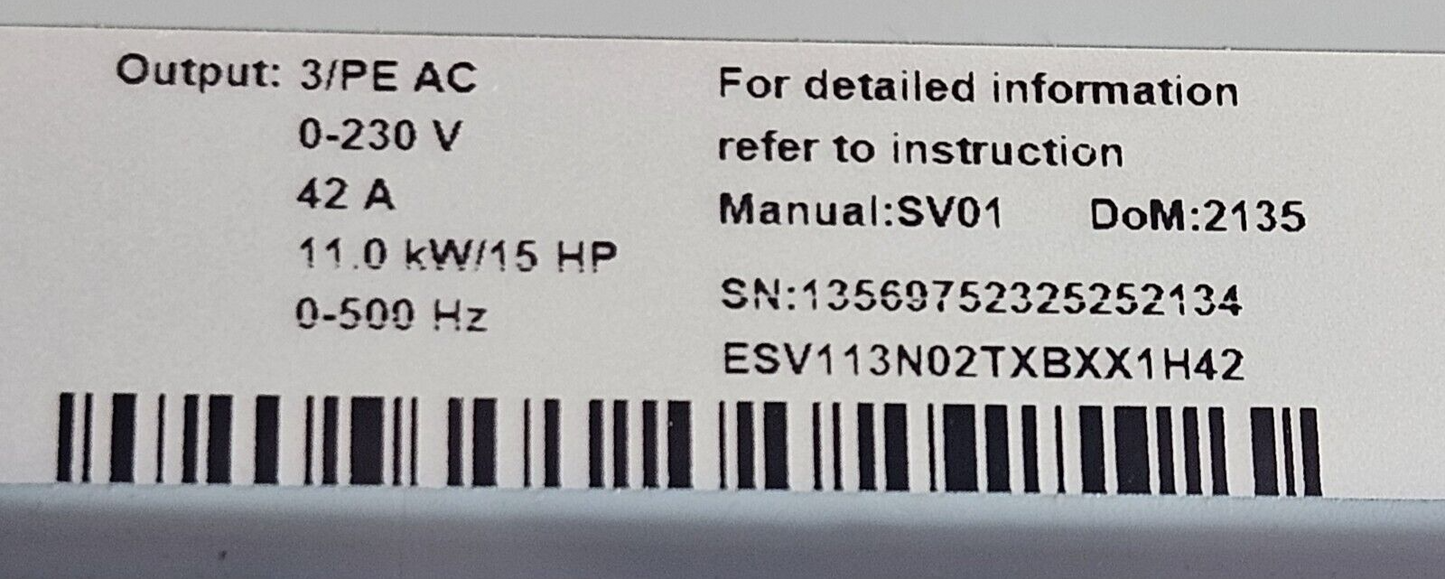 Output: 3/PE AC
0-230 V
42 A
11.0 kW/15 HP
0-500 Hz
For detailed information
refer to instruction
Manual:SV01 DoM:2135
SN:13569752325252134
ESV113N02TXBXX1H42